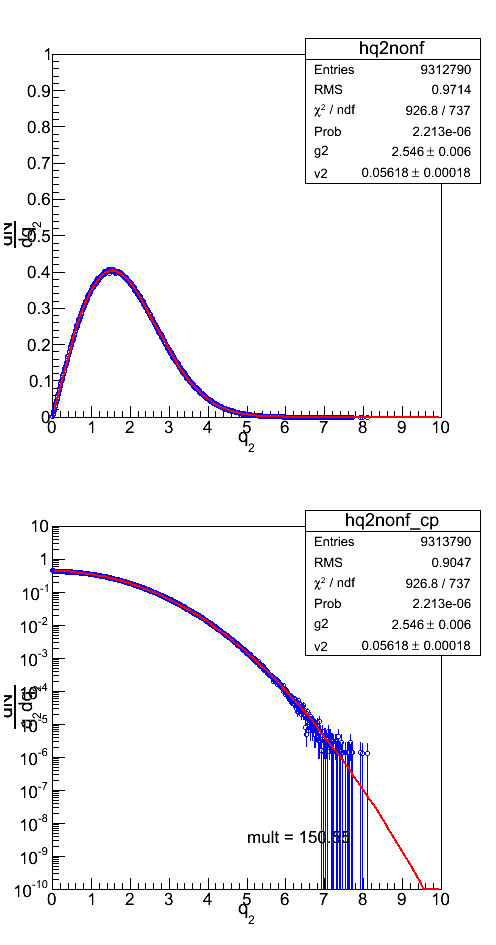 hq2nonf
Entries 9312790
RMS 0.9714
χ² / ndf 926.8 / 737
Prob 2.213e-06
g2 2.546 ± 0.006
v2 0.05618 ± 0.00018
1
0.9
0.8
0.7
0.6
0.5
0.4
0.3
0.2
0.1
0
dN
dq₂
0 1 2 3 4 5 6 7 8 9 10
q₂
hq2nonf_cp
Entries 9313790
RMS 0.9047
χ² / ndf 926.8 / 737
Prob 2.213e-06
g2 2.546 ± 0.006
v2 0.05618 ± 0.00018
10
1
10⁻¹
10⁻²
10⁻³
10⁻⁴
10⁻⁵
10⁻⁶
10⁻⁷
10⁻⁸
10⁻⁹
10⁻¹⁰
dN
mult = 150.55
0 1 2 3 4 5 6 7 8 9 10
q₂